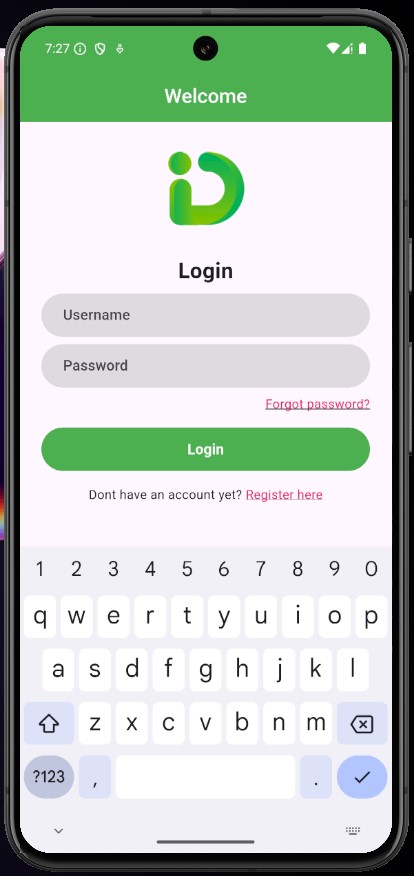 7:27
Welcome
Login
Username
Password
Forgot password?
Login
Dont have an account yet? Register here
1 2 3 4 5 6 7 8 9 0
q w e r t y u i o p
a s d f g h j k l
z x c v b n m
?123 , .